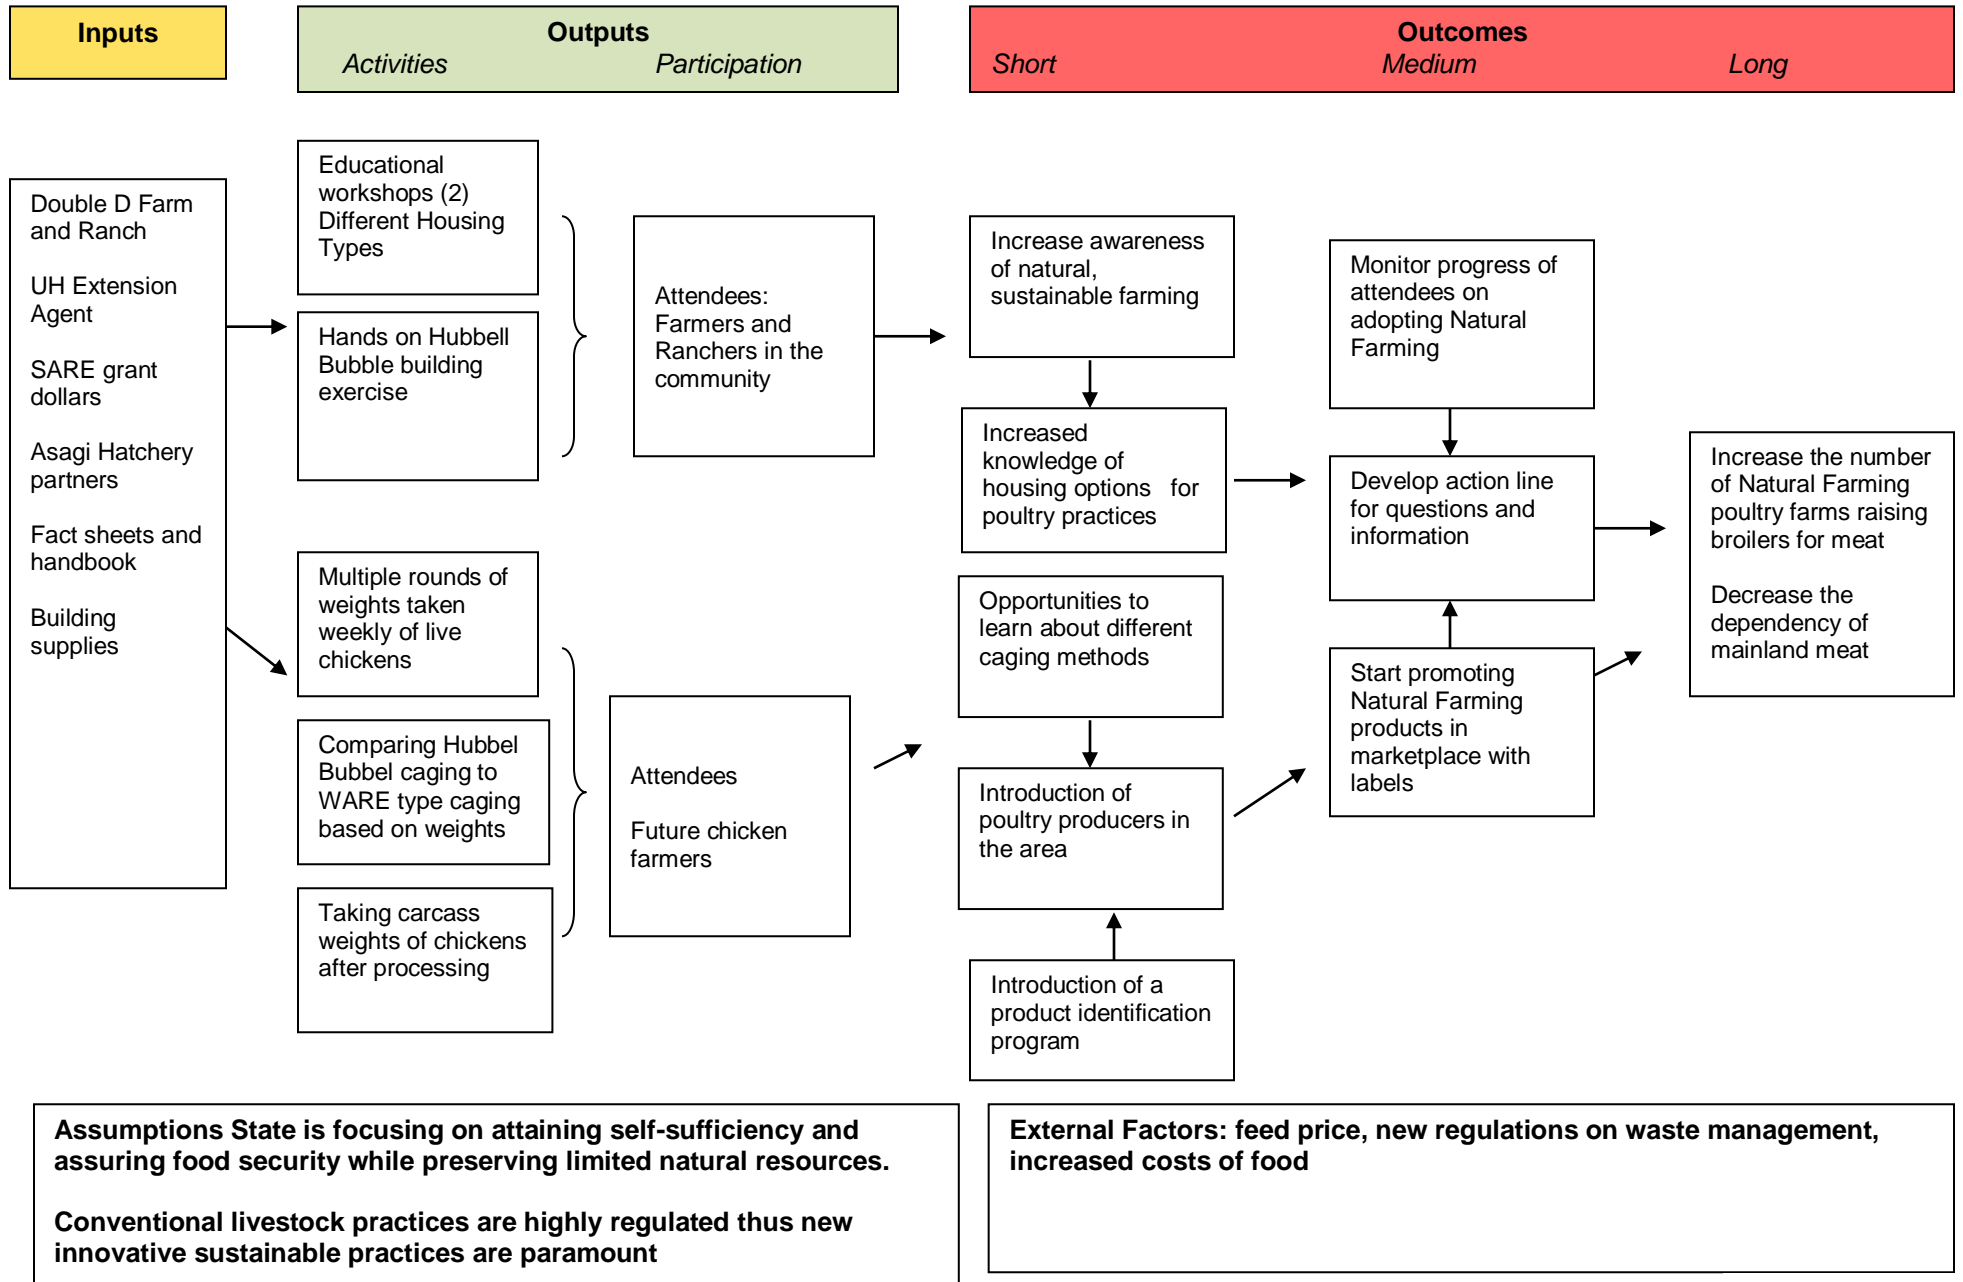 Inputs
Outputs
Activities Participation
Outcomes
Short Medium Long
Double D Farm
and Ranch
UH Extension
Agent
SARE grant
dollars
Asagi Hatchery
partners
Fact sheets and
handbook
Building
supplies
Educational
workshops (2)
Different Housing
Types
Hands on Hubbell
Bubble building
exercise
Multiple rounds of
weights taken
weekly of live
chickens
Comparing Hubbel
Bubbel caging to
WARE type caging
based on weights
Taking carcass
weights of chickens
after processing
Attendees:
Farmers and
Ranchers in the
community
Attendees
Future chicken
farmers
Increase awareness
of natural,
sustainable farming
Increased
knowledge of
housing options for
poultry practices
Opportunities to
learn about different
caging methods
Introduction of
poultry producers in
the area
Introduction of a
product identification
program
Monitor progress of
attendees on
adopting Natural
Farming
Develop action line
for questions and
information
Start promoting
Natural Farming
products in
marketplace with
labels
Increase the number
of Natural Farming
poultry farms raising
broilers for meat
Decrease the
dependency of
mainland meat
Assumptions State is focusing on attaining self-sufficiency and
assuring food security while preserving limited natural resources.
Conventional livestock practices are highly regulated thus new
innovative sustainable practices are paramount
External Factors: feed price, new regulations on waste management,
increased costs of food